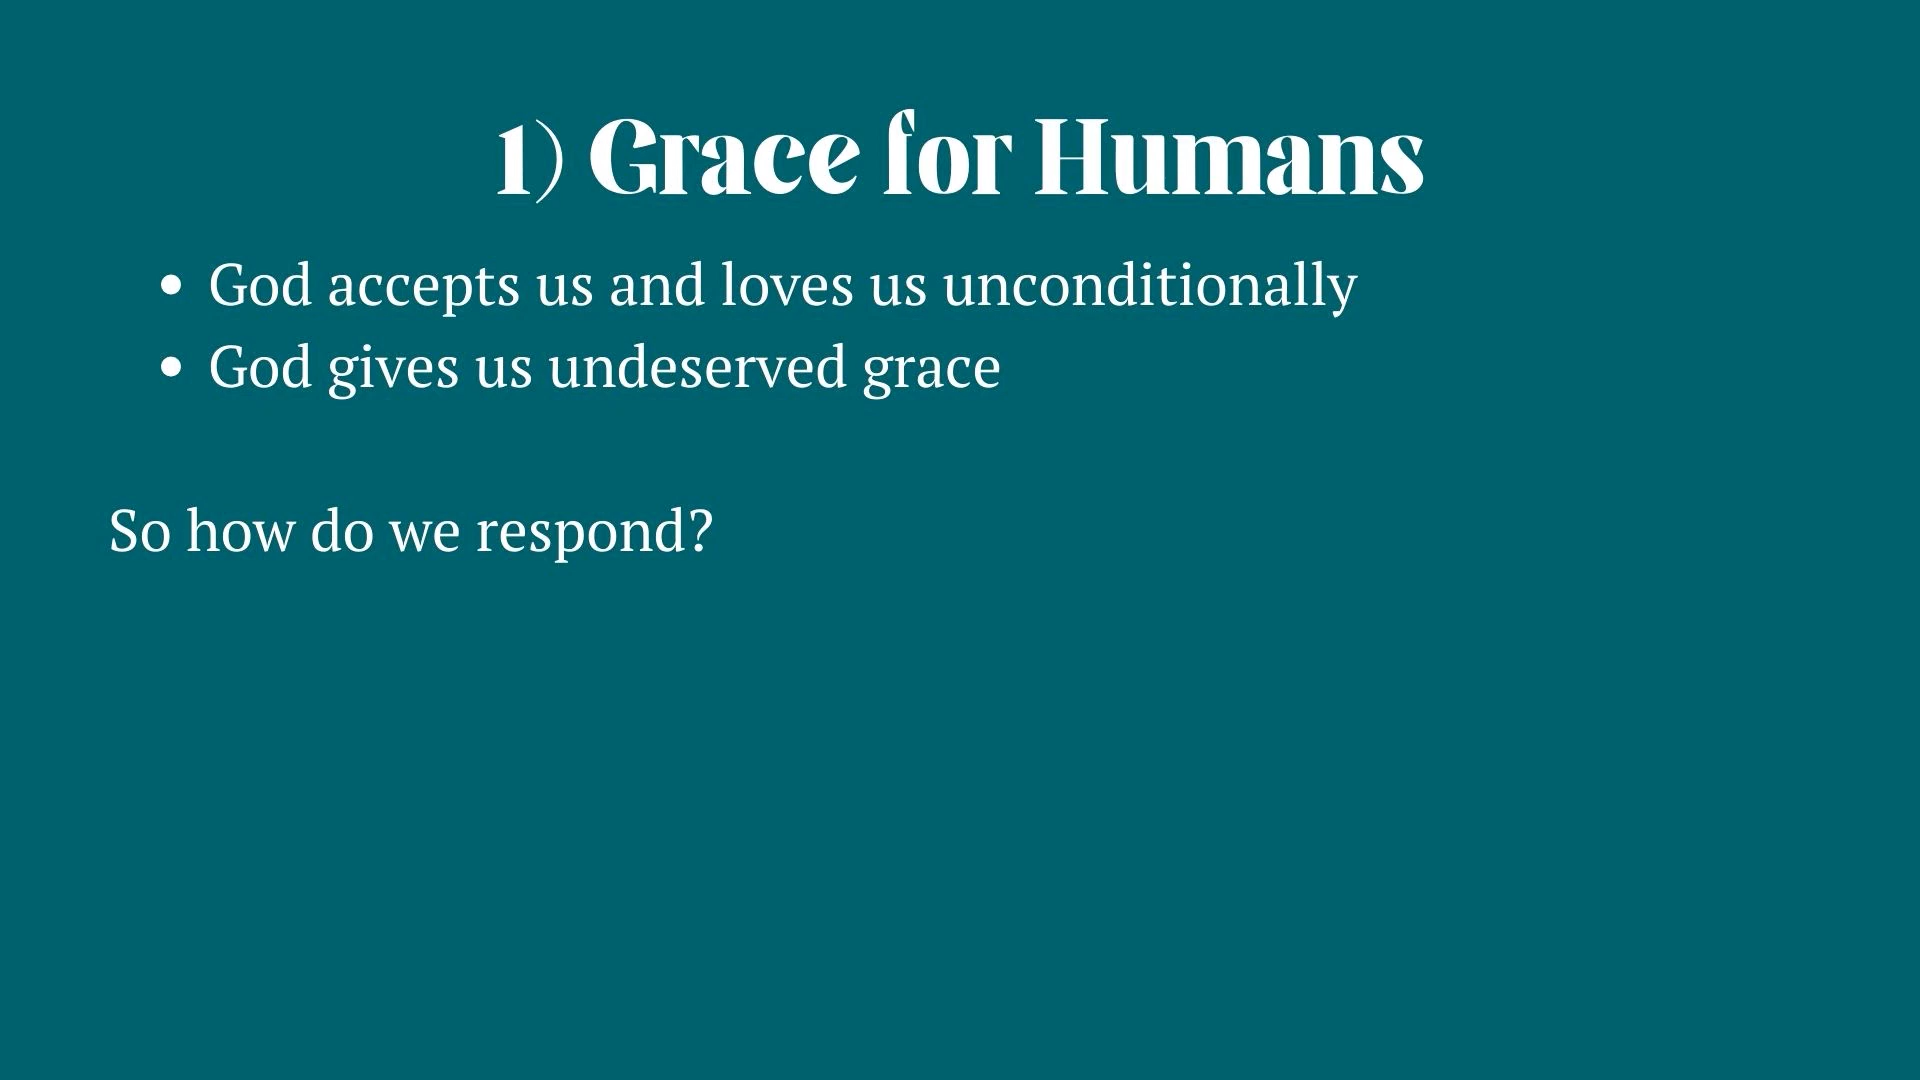 1) Grace for Humans
• God accepts us and loves us unconditionally
• God gives us undeserved grace
So how do we respond?